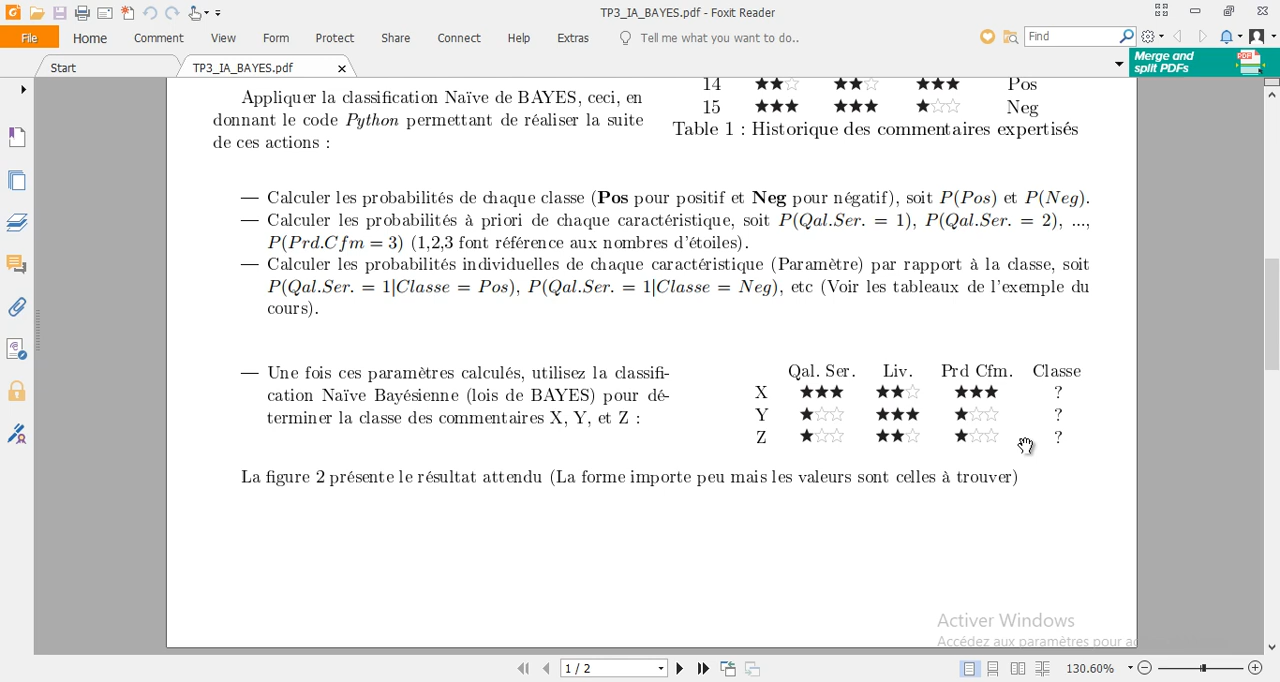 TP3_IA_BAYES.pdf - Foxit Reader
File Home Comment View Form Protect Share Connect Help Extras Tell me what you want to do.. Find
Start TP3_IA_BAYES.pdf x
Merge and
split PDFs
14 ★★☆ ★★☆ ★★★ Pos
15 ★★★ ★★★ ★☆☆ Neg
Table 1 : Historique des commentaires expertisés
Appliquer la classification Naïve de BAYES, ceci, en
donnant le code Python permettant de réaliser la suite
de ces actions :
— Calculer les probabilités de chaque classe (Pos pour positif et Neg pour négatif), soit P(Pos) et P(Neg).
— Calculer les probabilités à priori de chaque caractéristique, soit P(Qal.Ser. = 1), P(Qal.Ser. = 2), ...,
P(Prd.Cfm = 3) (1,2,3 font référence aux nombres d'étoiles).
— Calculer les probabilités individuelles de chaque caractéristique (Paramètre) par rapport à la classe, soit
P(Qal.Ser. = 1|Classe = Pos), P(Qal.Ser. = 1|Classe = Neg), etc (Voir les tableaux de l'exemple du
cours).
— Une fois ces paramètres calculés, utilisez la classifi-
cation Naïve Bayésienne (lois de BAYES) pour dé-
terminer la classe des commentaires X, Y, et Z :
Qal. Ser. Liv. Prd Cfm. Classe
X ★★★ ★★☆ ★★★ ?
Y ★☆☆ ★★★ ★☆☆ ?
Z ★☆☆ ★★☆ ★☆☆ ?
La figure 2 présente le résultat attendu (La forme importe peu mais les valeurs sont celles à trouver)
Activer Windows
Accédez aux paramètres pour
1 / 2
130.60%